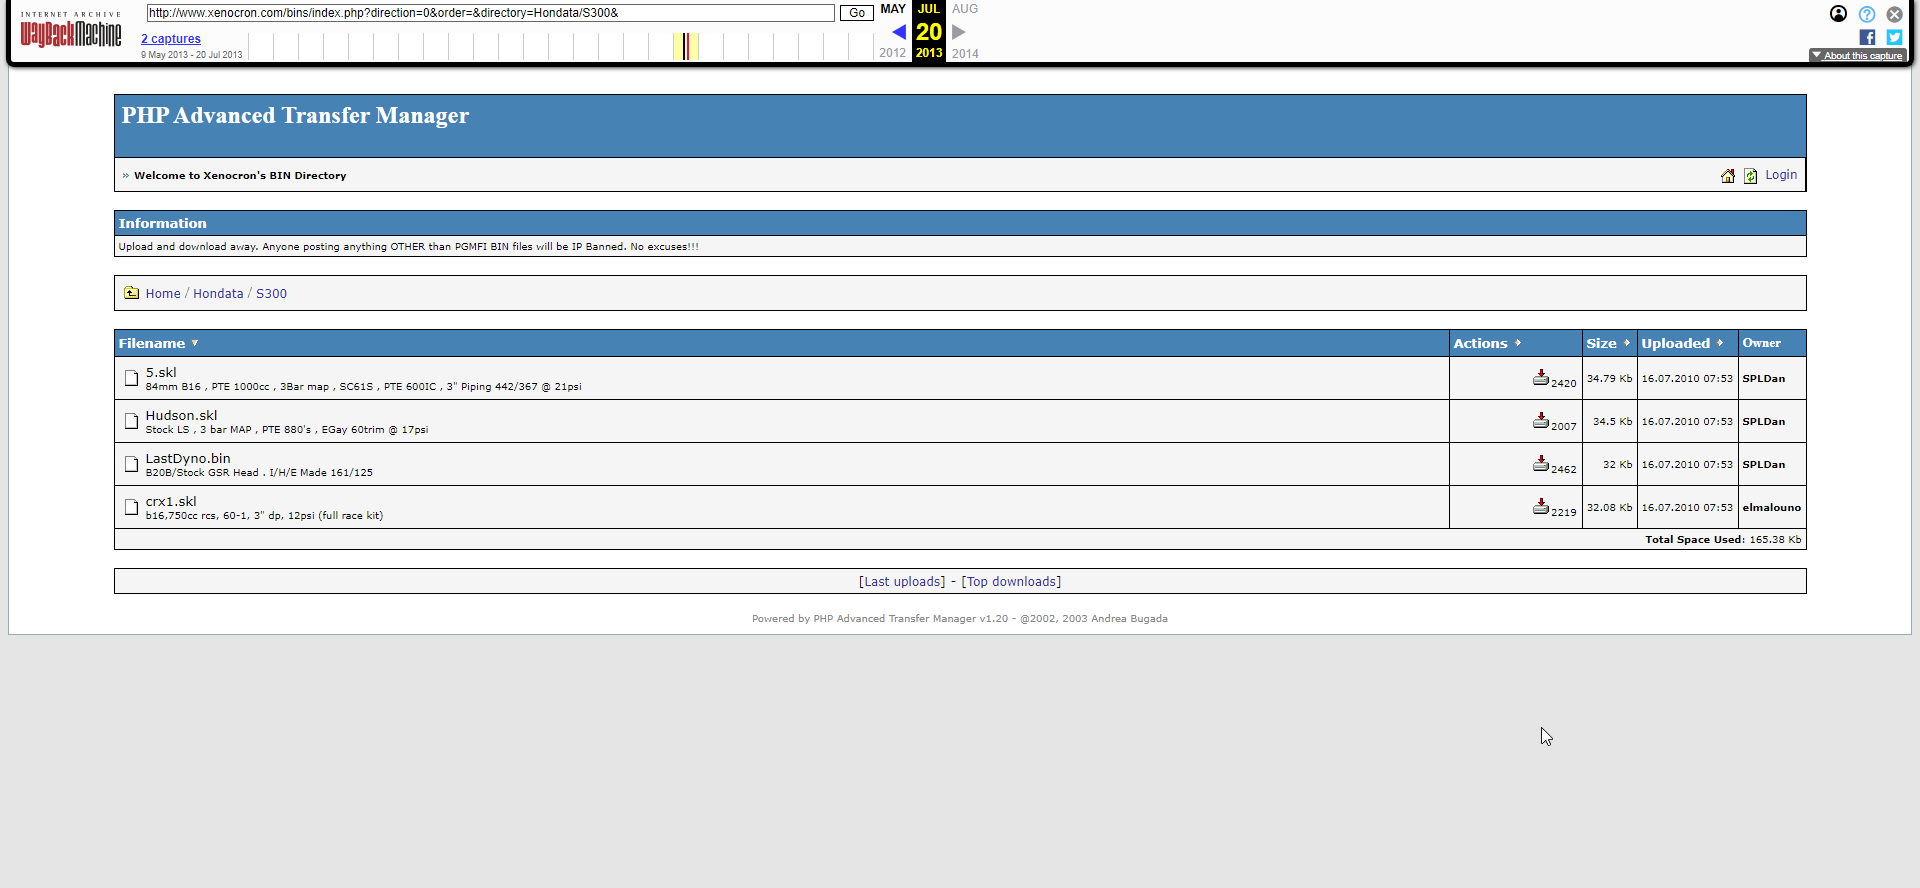 INTERNET ARCHIVE
WayBackMachine
http://www.xenocron.com/bins/index.php?direction=0&order=&directory=Hondata/S300&
Go
MAY
JUL
AUG
2 captures
20
9 May 2013 - 20 Jul 2013
2012
2013
2014
About this capture
PHP Advanced Transfer Manager
» Welcome to Xenocron's BIN Directory
Login
Information
Upload and download away. Anyone posting anything OTHER than PGMFI BIN files will be IP Banned. No excuses!!!
Home / Hondata / S300
Filename Actions Size Uploaded Owner
5.skl
84mm B16 , PTE 1000cc , 3Bar map , SC61S , PTE 600IC , 3" Piping 442/367 @ 21psi
2420 34.79 Kb 16.07.2010 07:53 SPLDan
Hudson.skl
Stock LS , 3 bar MAP , PTE 880's , EGay 60trim @ 17psi
2007 34.5 Kb 16.07.2010 07:53 SPLDan
LastDyno.bin
B20B/Stock GSR Head . I/H/E Made 161/125
2462 32 Kb 16.07.2010 07:53 SPLDan
crx1.skl
b16,750cc rcs, 60-1, 3" dp, 12psi (full race kit)
2219 32.08 Kb 16.07.2010 07:53 elmalouno
Total Space Used: 165.38 Kb
[Last uploads] - [Top downloads]
Powered by PHP Advanced Transfer Manager v1.20 - @2002, 2003 Andrea Bugada